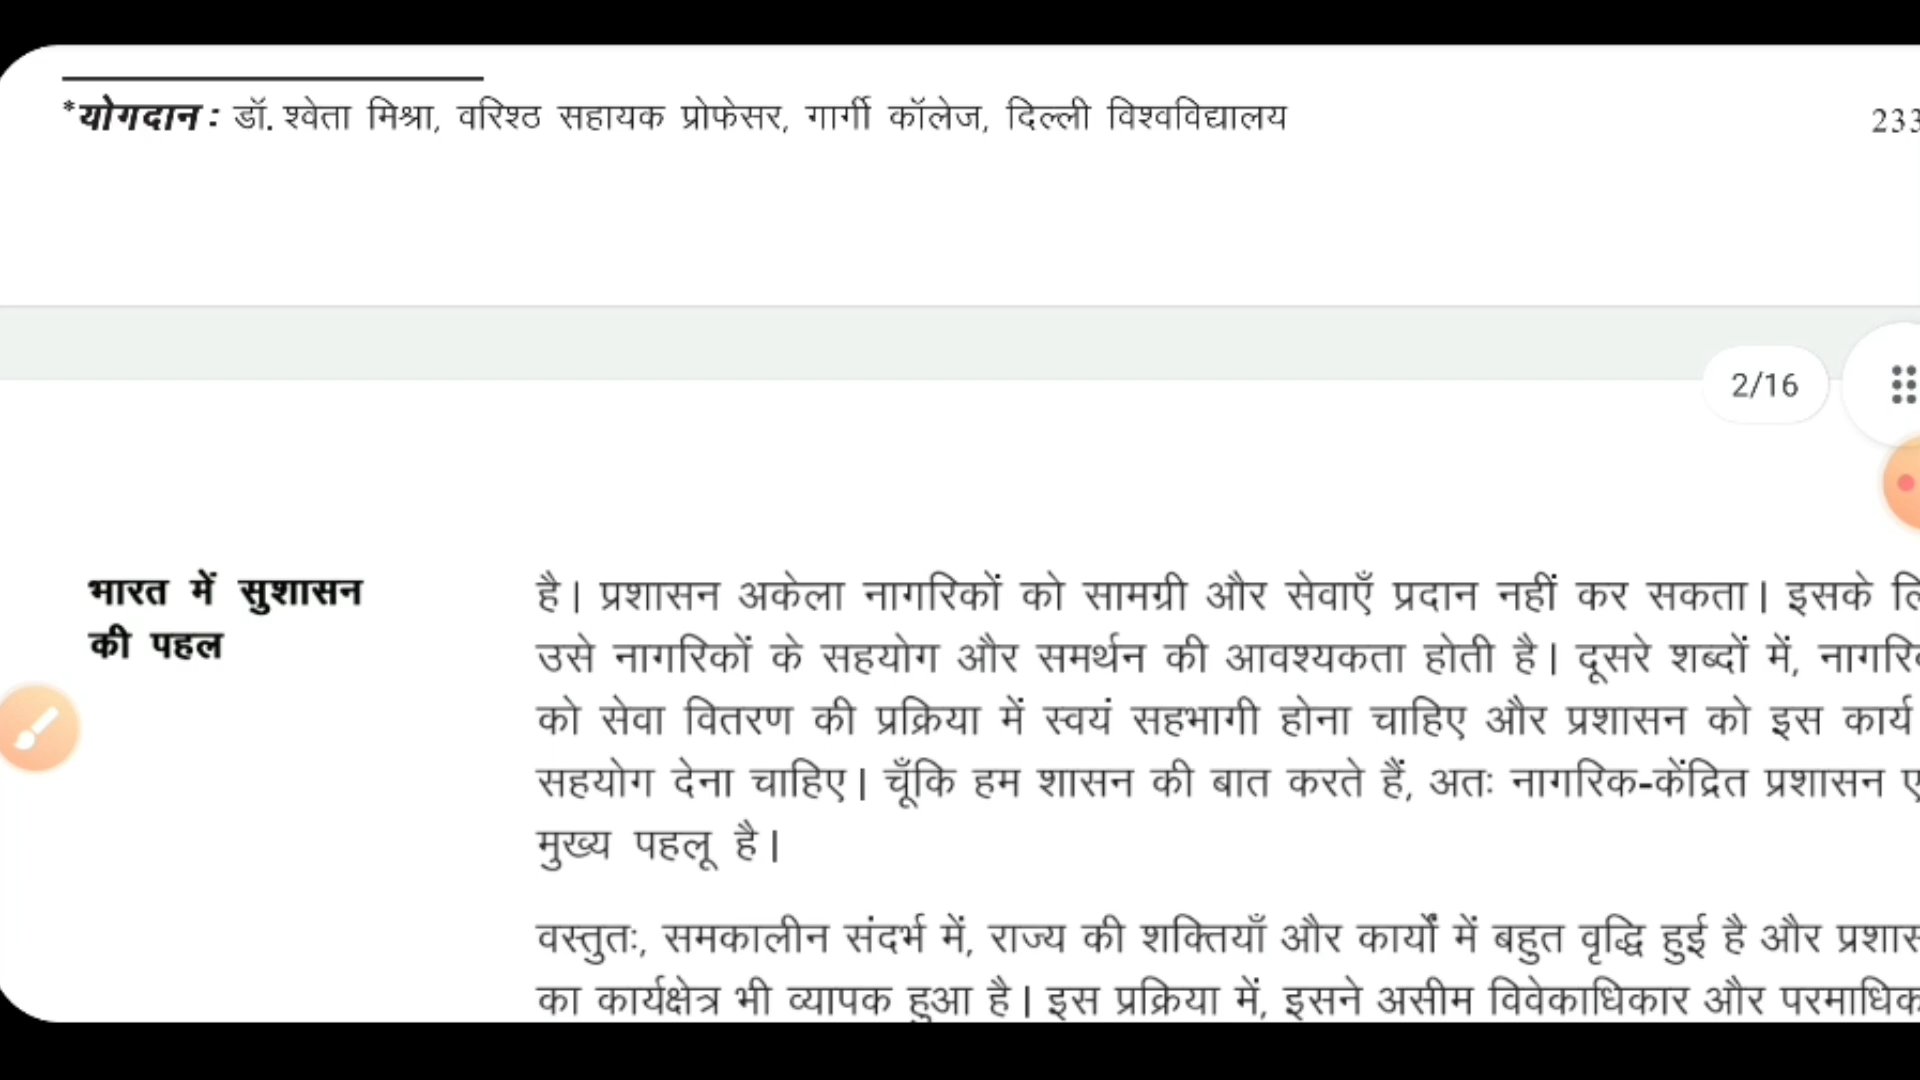 *योगदान : डॉ. श्वेता मिश्रा, वरिश्ठ सहायक प्रोफेसर, गार्गी कॉलेज, दिल्ली विश्वविद्यालय
233
2/16
भारत में सुशासन
की पहल
है। प्रशासन अकेला नागरिकों को सामग्री और सेवाएँ प्रदान नहीं कर सकता। इसके
उसे नागरिकों के सहयोग और समर्थन की आवश्यकता होती है। दूसरे शब्दों में,
को सेवा वितरण की प्रक्रिया में स्वयं सहभागी होना चाहिए और प्रशासन को इस कार्य
सहयोग देना चाहिए। चूँकि हम शासन की बात करते हैं, अतः नागरिक-केंद्रित प्रशासन
मुख्य पहलू है।
वस्तुतः, समकालीन संदर्भ में, राज्य की शक्तियाँ और कार्यों में बहुत वृद्धि हुई है और
का कार्यक्षेत्र भी व्यापक हुआ है। इस प्रक्रिया में, इसने असीम विवेकाधिकार और